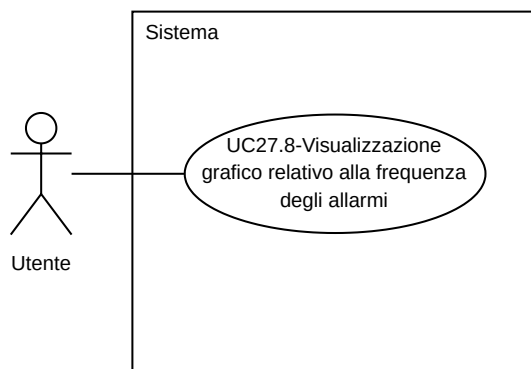 Sistema
UC27.8-Visualizzazione
grafico relativo alla frequenza
degli allarmi
Utente